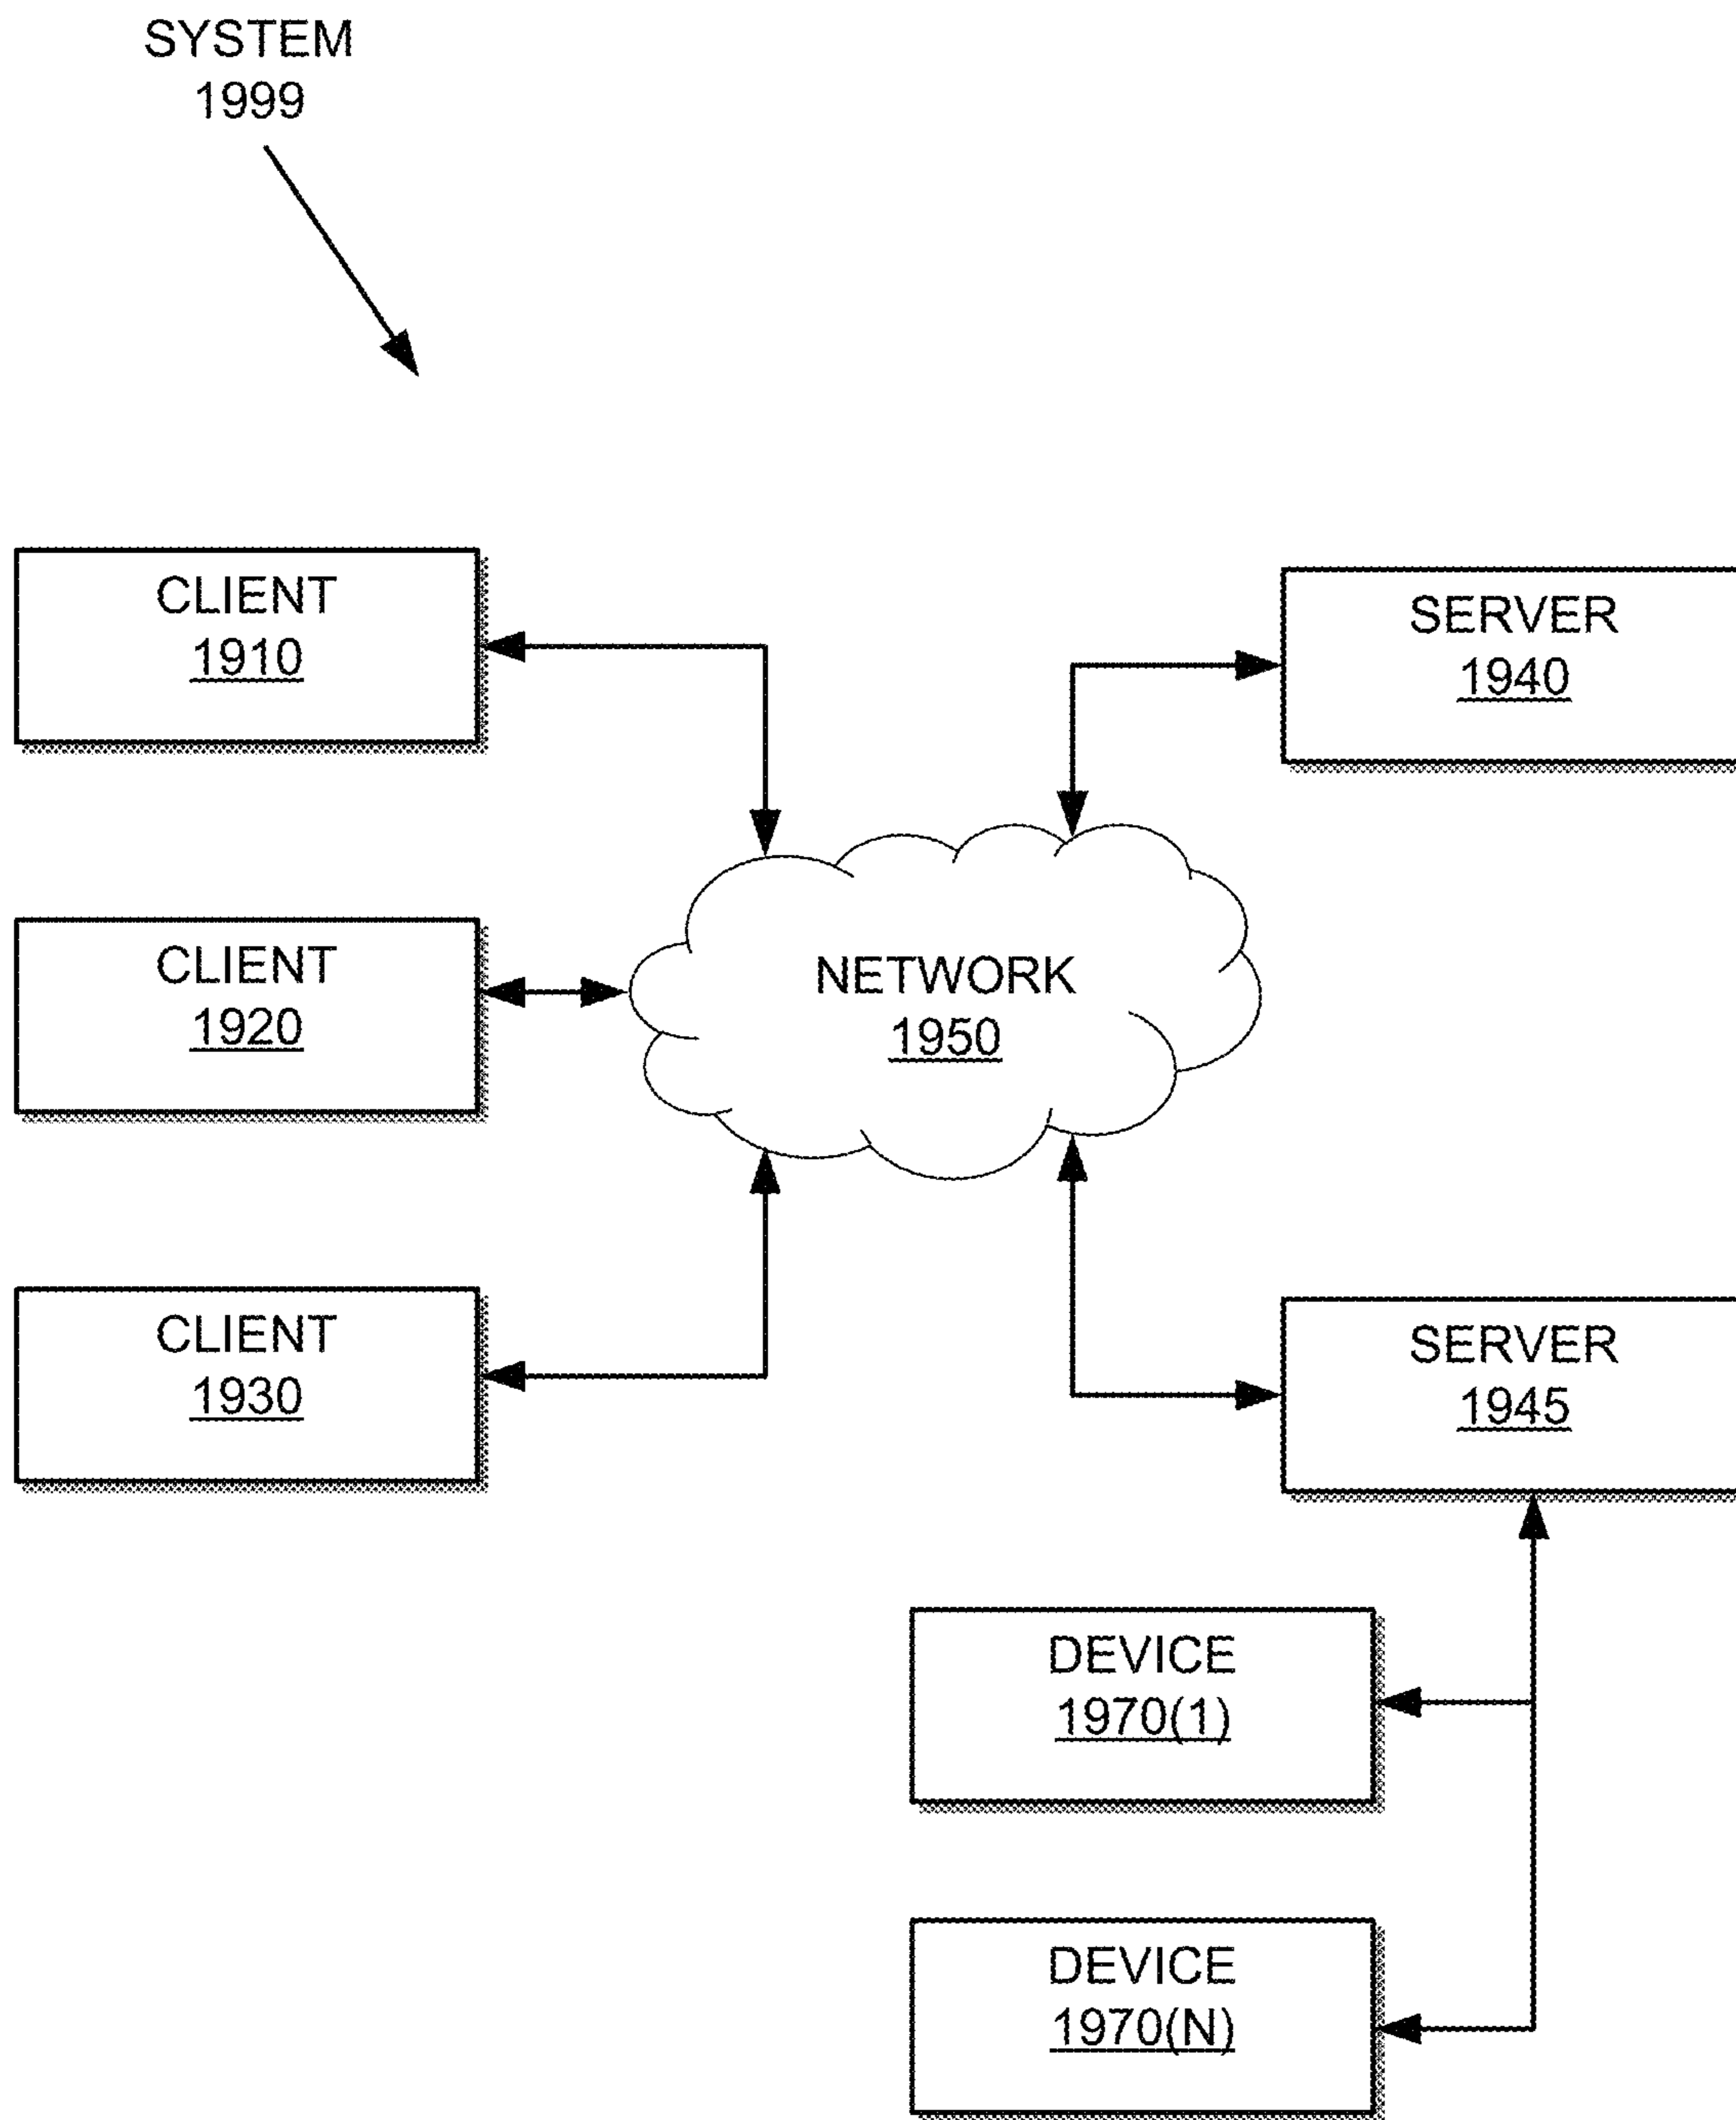 SYSTEM
1999
CLIENT
1910
SERVER
1940
CLIENT
1920
NETWORK
1950
CLIENT
1930
SERVER
1945
DEVICE
1970(1)
DEVICE
1970(N)